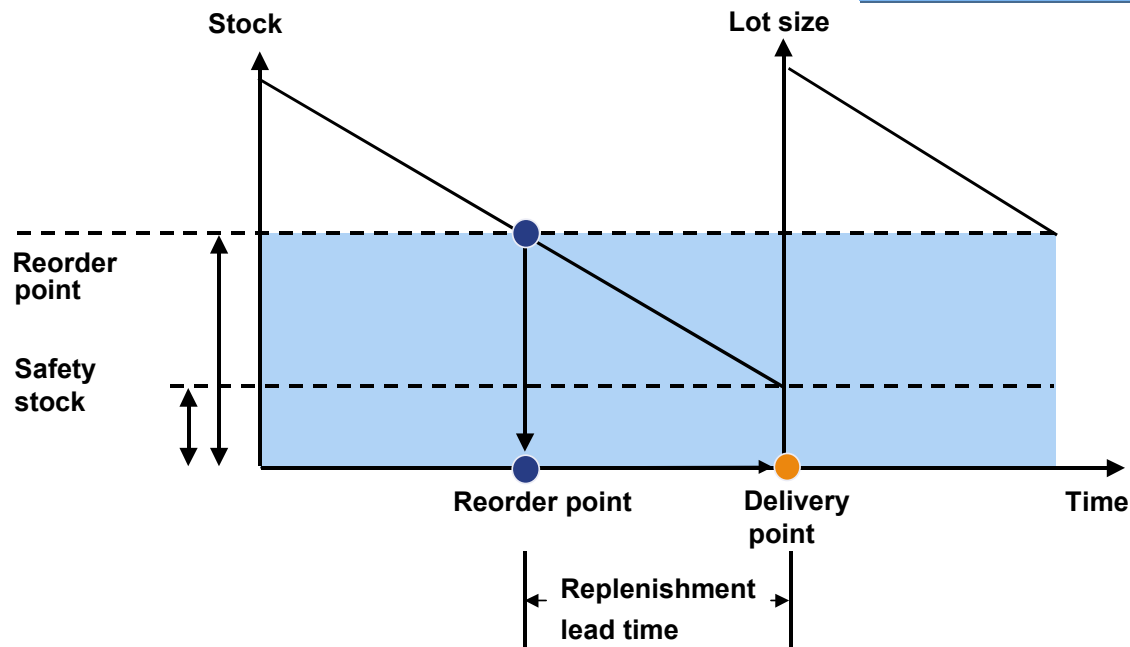 Stock
Lot size
Reorder
point
Safety
stock
Reorder point
Delivery
point
Time
Replenishment
lead time